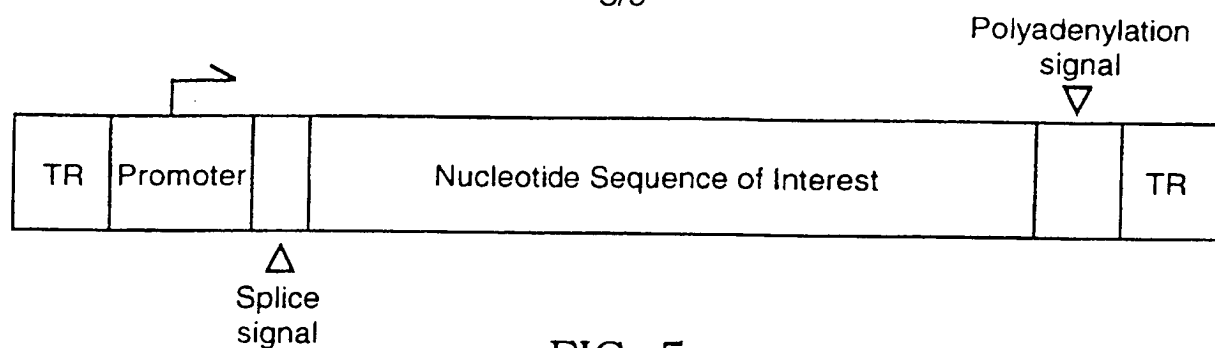 Polyadenylation
signal
TR Promoter Nucleotide Sequence of Interest TR
Splice
signal